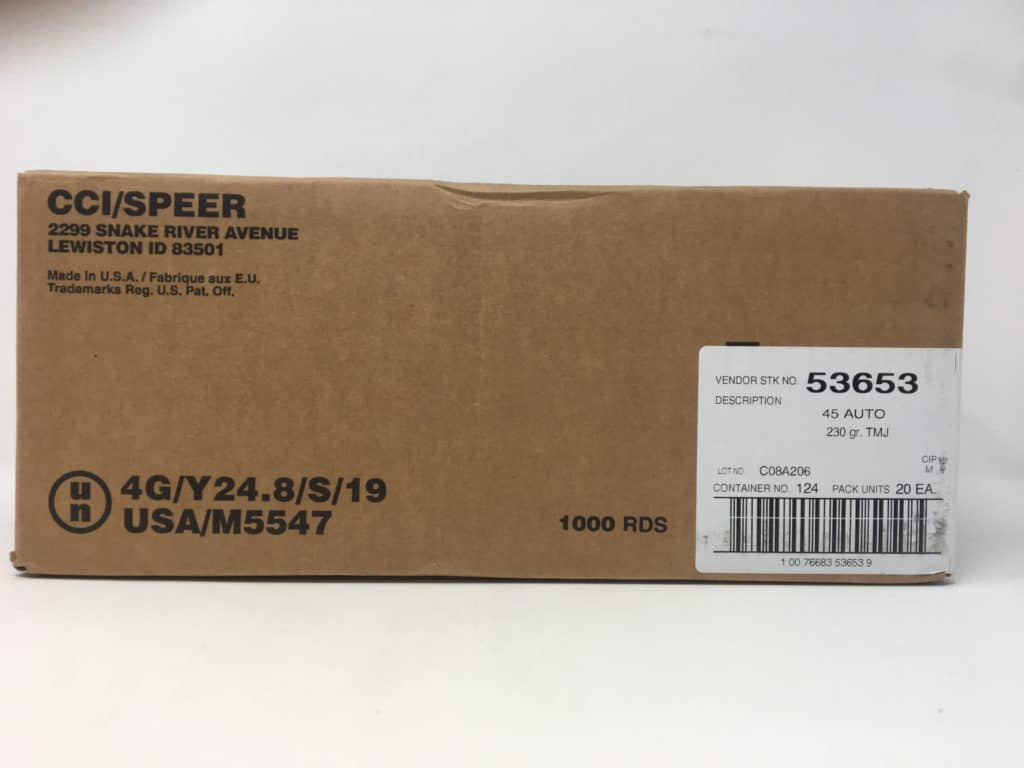 CCI/SPEER
2299 SNAKE RIVER AVENUE
LEWISTON ID 83501
Made in U.S.A. / Fabrique aux E.U.
Trademarks Reg. U.S. Pat. Off.
VENDOR STK NO. 53653
DESCRIPTION
45 AUTO
230 gr. TMJ
CIP
LOT NO. C08A206
M
CONTAINER NO. 124 PACK UNITS 20 EA.
1 00 76683 53653 9
un
4G/Y24.8/S/19
USA/M5547
1000 RDS